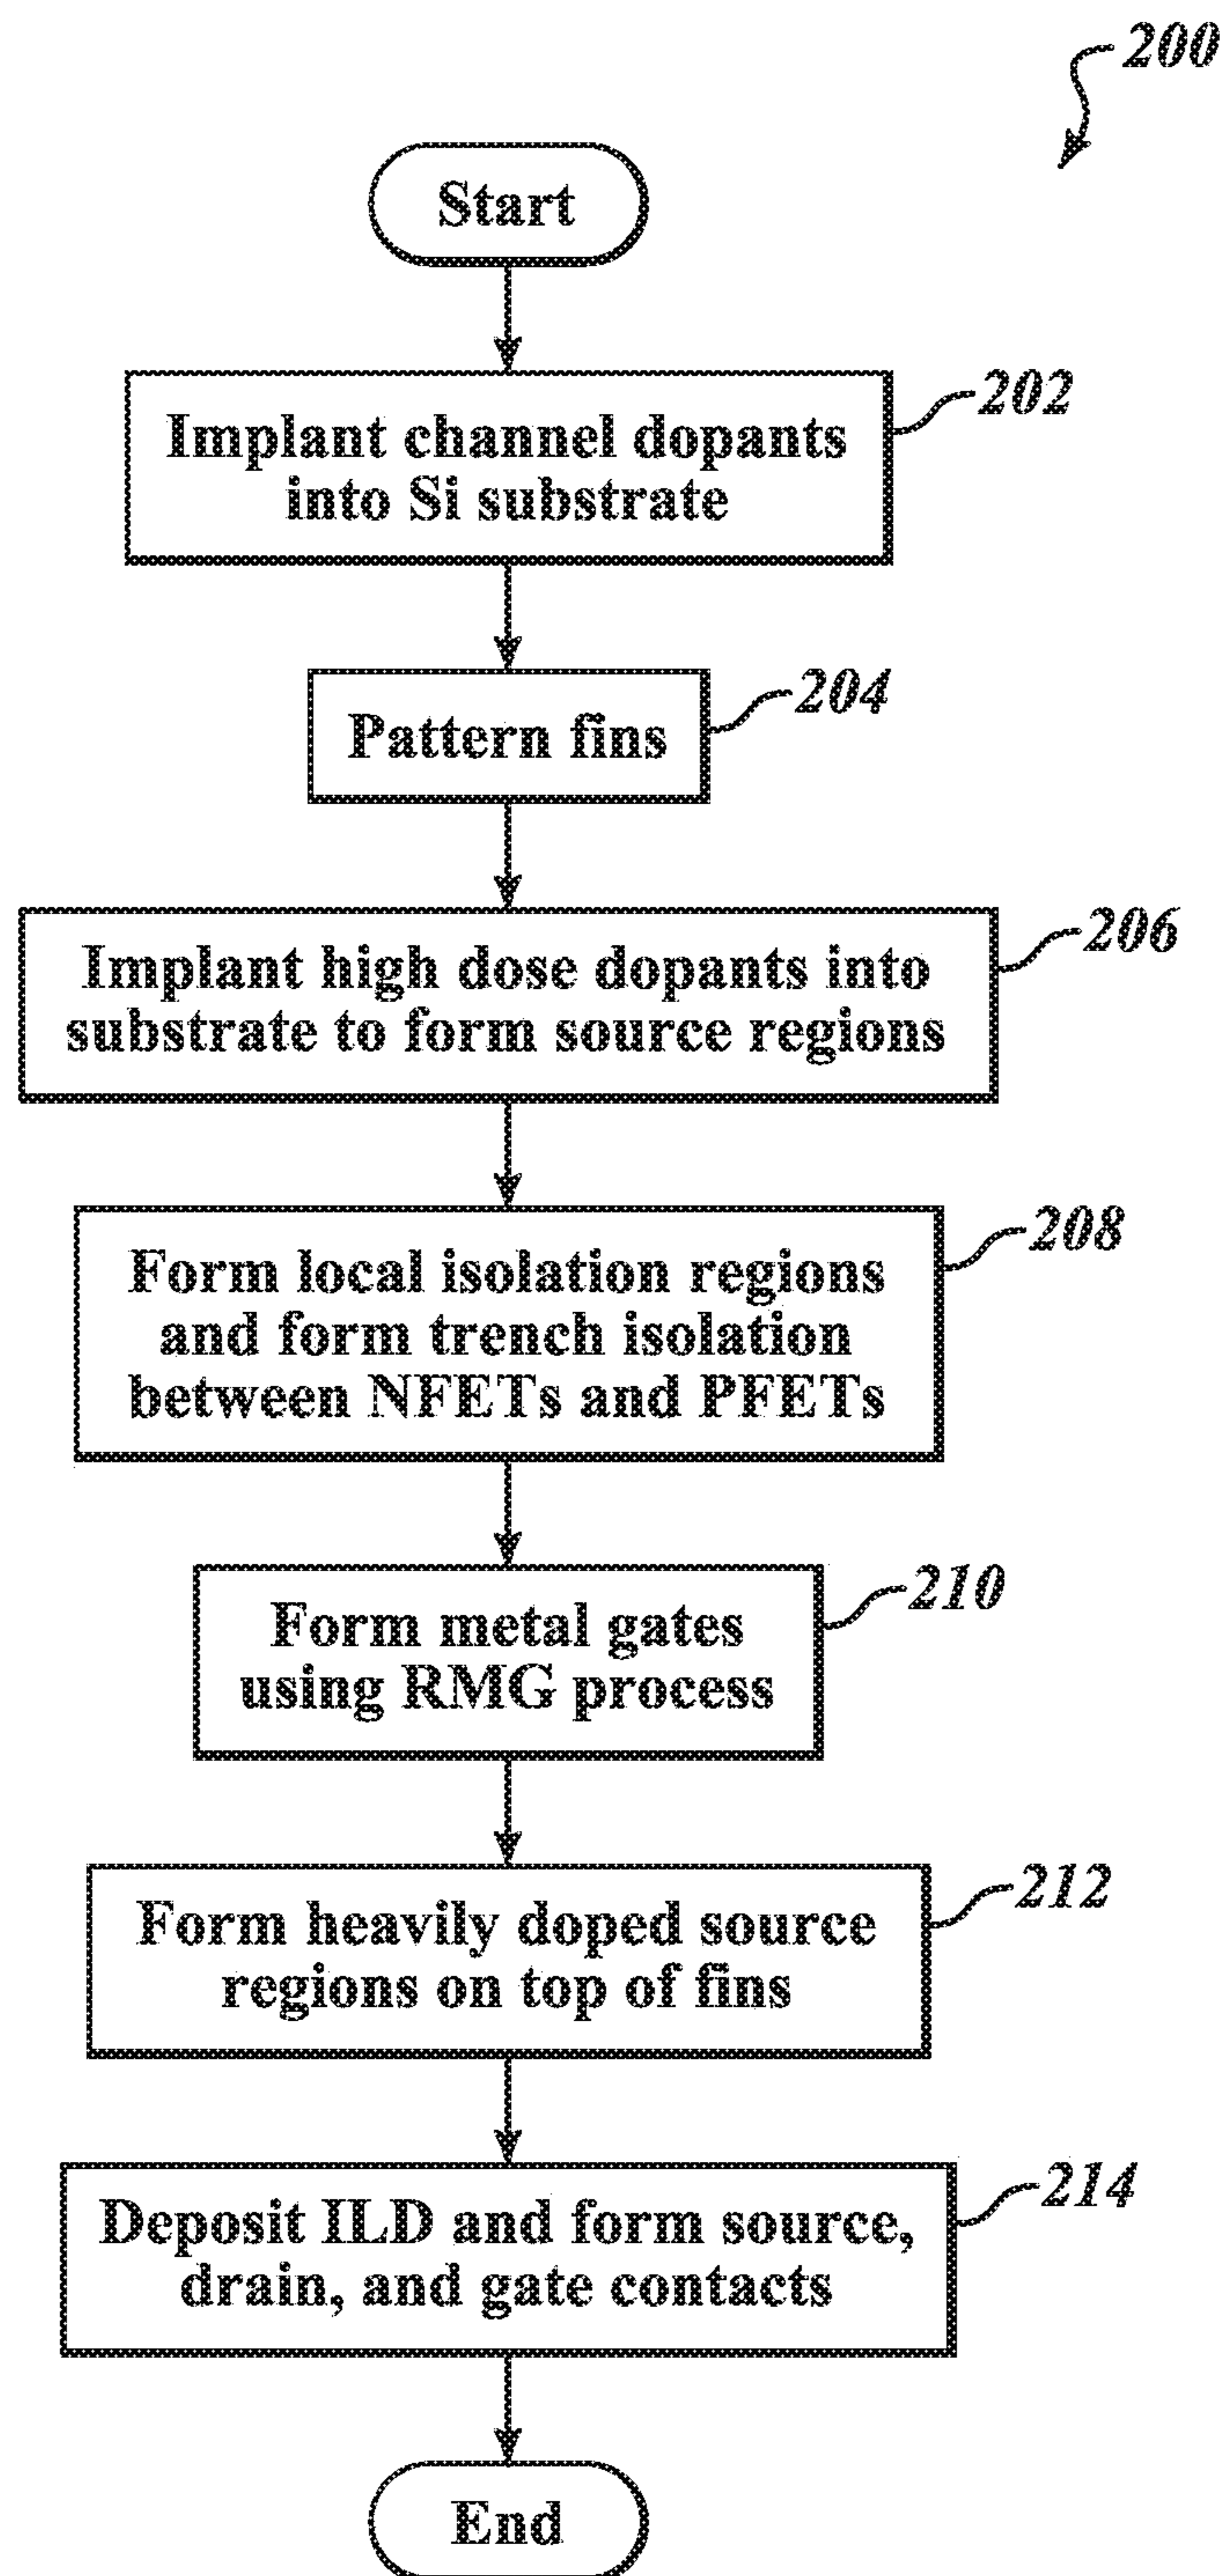 200
Start
Implant channel dopants
into Si substrate
202
Pattern fins
204
Implant high dose dopants into
substrate to form source regions
206
Form local isolation regions
and form trench isolation
between NFETs and PFETs
208
Form metal gates
using RMG process
210
Form heavily doped source
regions on top of fins
212
Deposit ILD and form source,
drain, and gate contacts
214
End